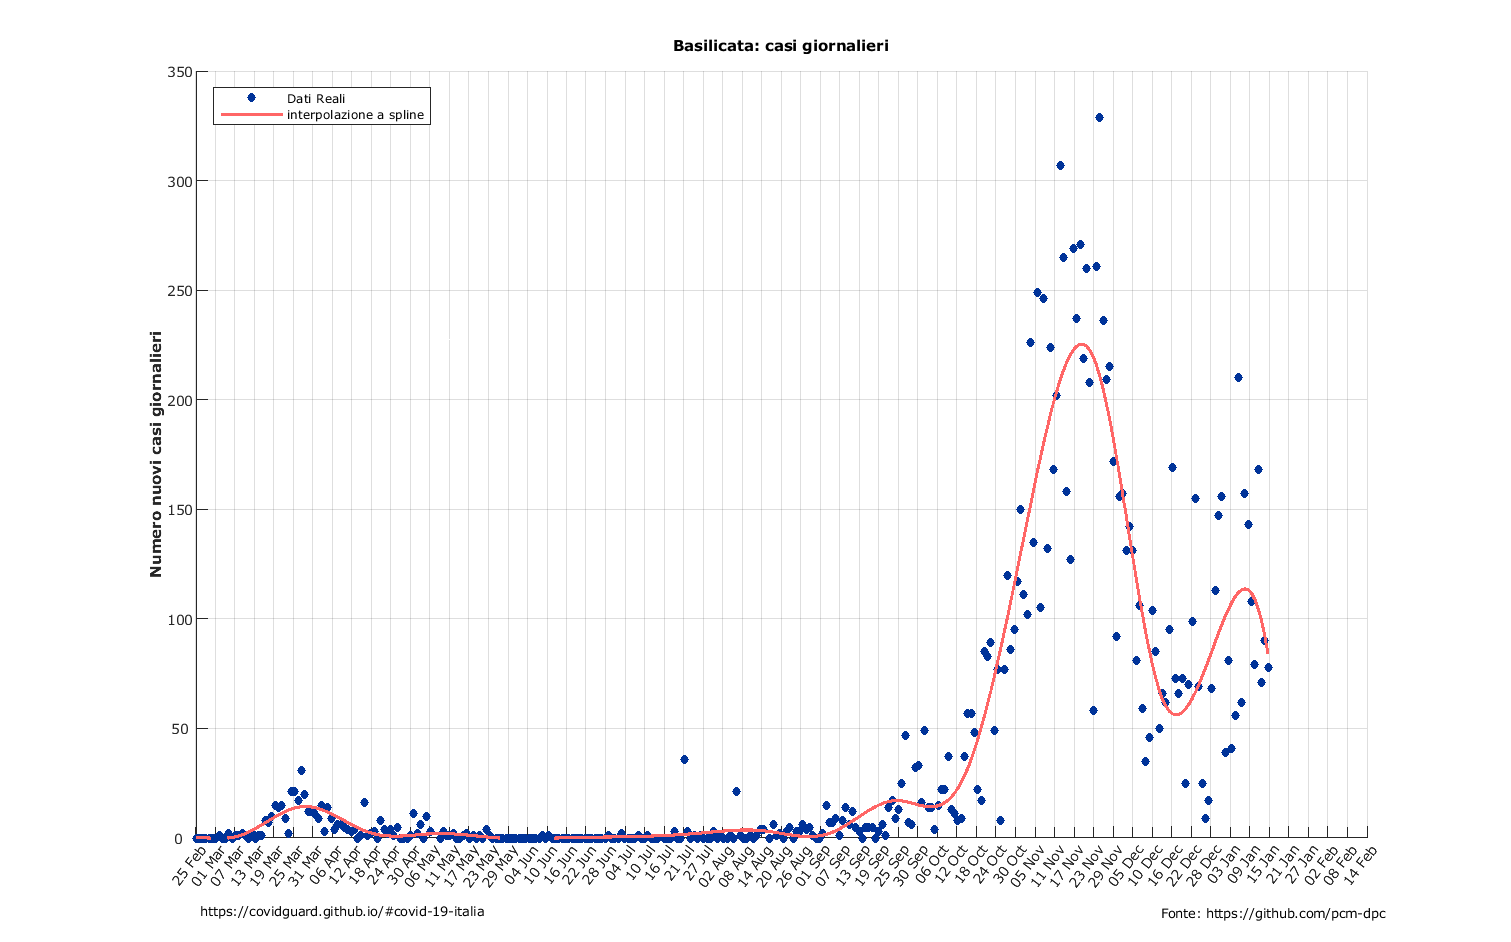 Basilicata: casi giornalieri
350
300
250
200
150
100
50
0
Dati Reali
interpolazione a spline
Numero nuovi casi giornalieri
25 Feb
01 Mar
07 Mar
13 Mar
19 Mar
25 Mar
31 Mar
06 Apr
12 Apr
18 Apr
24 Apr
30 Apr
06 May
11 May
17 May
23 May
29 May
04 Jun
10 Jun
16 Jun
22 Jun
28 Jun
04 Jul
10 Jul
16 Jul
21 Jul
27 Jul
02 Aug
08 Aug
14 Aug
20 Aug
26 Aug
01 Sep
07 Sep
13 Sep
19 Sep
25 Sep
30 Sep
06 Oct
12 Oct
18 Oct
24 Oct
30 Oct
05 Nov
11 Nov
17 Nov
23 Nov
29 Nov
05 Dec
10 Dec
16 Dec
22 Dec
28 Dec
03 Jan
09 Jan
15 Jan
21 Jan
27 Jan
02 Feb
08 Feb
14 Feb
https://covidguard.github.io/#covid-19-italia
Fonte: https://github.com/pcm-dpc